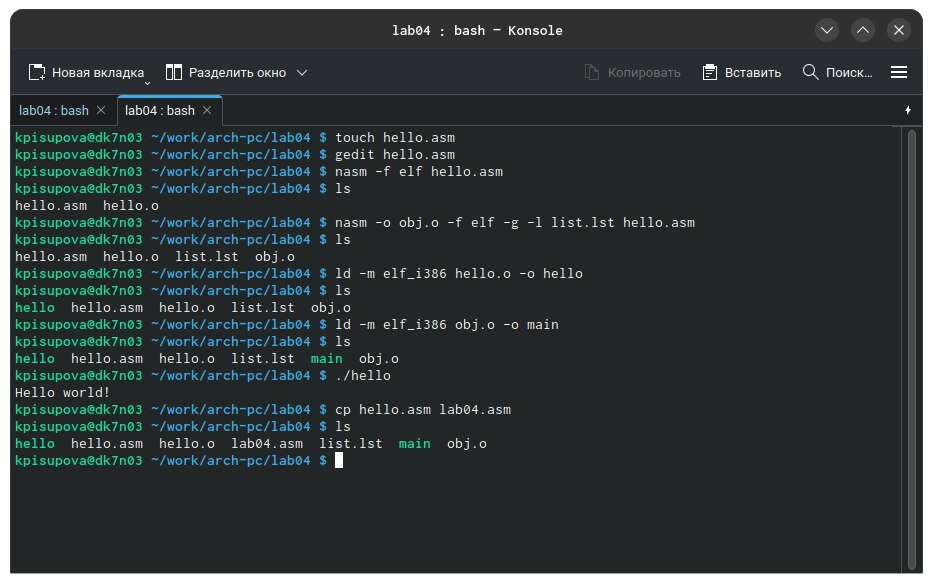 lab04 : bash — Konsole
Новая вкладка Разделить окно Копировать Вставить Поиск...
lab04 : bash lab04 : bash
kpisupova@dk7n03 ~/work/arch-pc/lab04 $ touch hello.asm
kpisupova@dk7n03 ~/work/arch-pc/lab04 $ gedit hello.asm
kpisupova@dk7n03 ~/work/arch-pc/lab04 $ nasm -f elf hello.asm
kpisupova@dk7n03 ~/work/arch-pc/lab04 $ ls
hello.asm  hello.o
kpisupova@dk7n03 ~/work/arch-pc/lab04 $ nasm -o obj.o -f elf -g -l list.lst hello.asm
kpisupova@dk7n03 ~/work/arch-pc/lab04 $ ls
hello.asm  hello.o  list.lst  obj.o
kpisupova@dk7n03 ~/work/arch-pc/lab04 $ ld -m elf_i386 hello.o -o hello
kpisupova@dk7n03 ~/work/arch-pc/lab04 $ ls
hello  hello.asm  hello.o  list.lst  obj.o
kpisupova@dk7n03 ~/work/arch-pc/lab04 $ ld -m elf_i386 obj.o -o main
kpisupova@dk7n03 ~/work/arch-pc/lab04 $ ls
hello  hello.asm  hello.o  list.lst  main  obj.o
kpisupova@dk7n03 ~/work/arch-pc/lab04 $ ./hello
Hello world!
kpisupova@dk7n03 ~/work/arch-pc/lab04 $ cp hello.asm lab04.asm
kpisupova@dk7n03 ~/work/arch-pc/lab04 $ ls
hello  hello.asm  hello.o  lab04.asm  list.lst  main  obj.o
kpisupova@dk7n03 ~/work/arch-pc/lab04 $